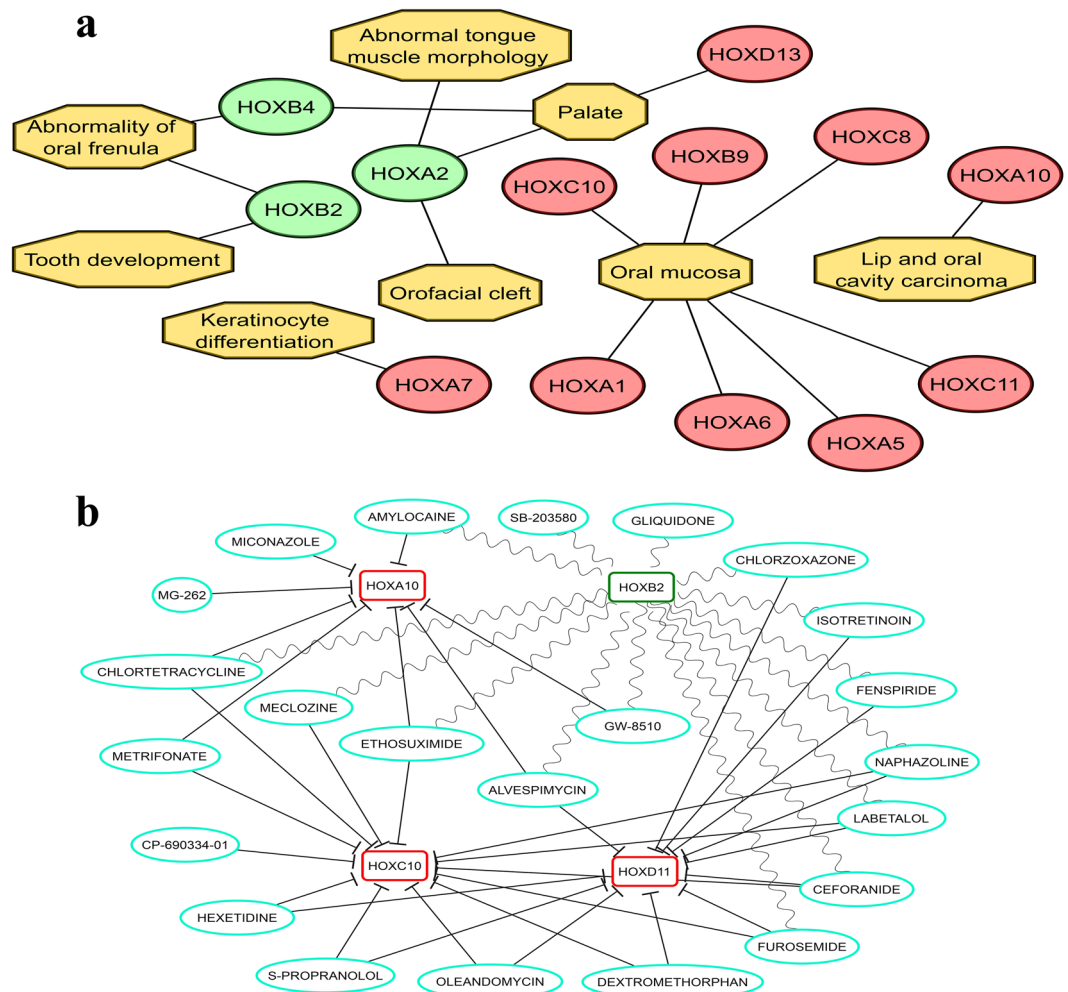 a
Abnormal tongue
muscle morphology
HOXD13
HOXB4
Palate
Abnormality of
oral frenula
HOXC8
HOXB9
HOXA2
HOXC10
HOXA10
HOXB2
Tooth development
Oral mucosa
Lip and oral
cavity carcinoma
Orofacial cleft
Keratinocyte
differentiation
HOXA7
HOXA1
HOXC11
HOXA6
HOXA5
b
AMYLOCAINE
SB-203580
GLIQUIDONE
MICONAZOLE
CHLORZOXAZONE
HOXA10
HOXB2
MG-262
ISOTRETINOIN
CHLORTETRACYCLINE
FENSPIRIDE
MECLOZINE
GW-8510
ETHOSUXIMIDE
METRIFONATE
NAPHAZOLINE
ALVESPIMYCIN
LABETALOL
CP-690334-01
HOXC10
HOXD11
CEFORANIDE
HEXETIDINE
FUROSEMIDE
S-PROPRANOLOL
OLEANDOMYCIN
DEXTROMETHORPHAN